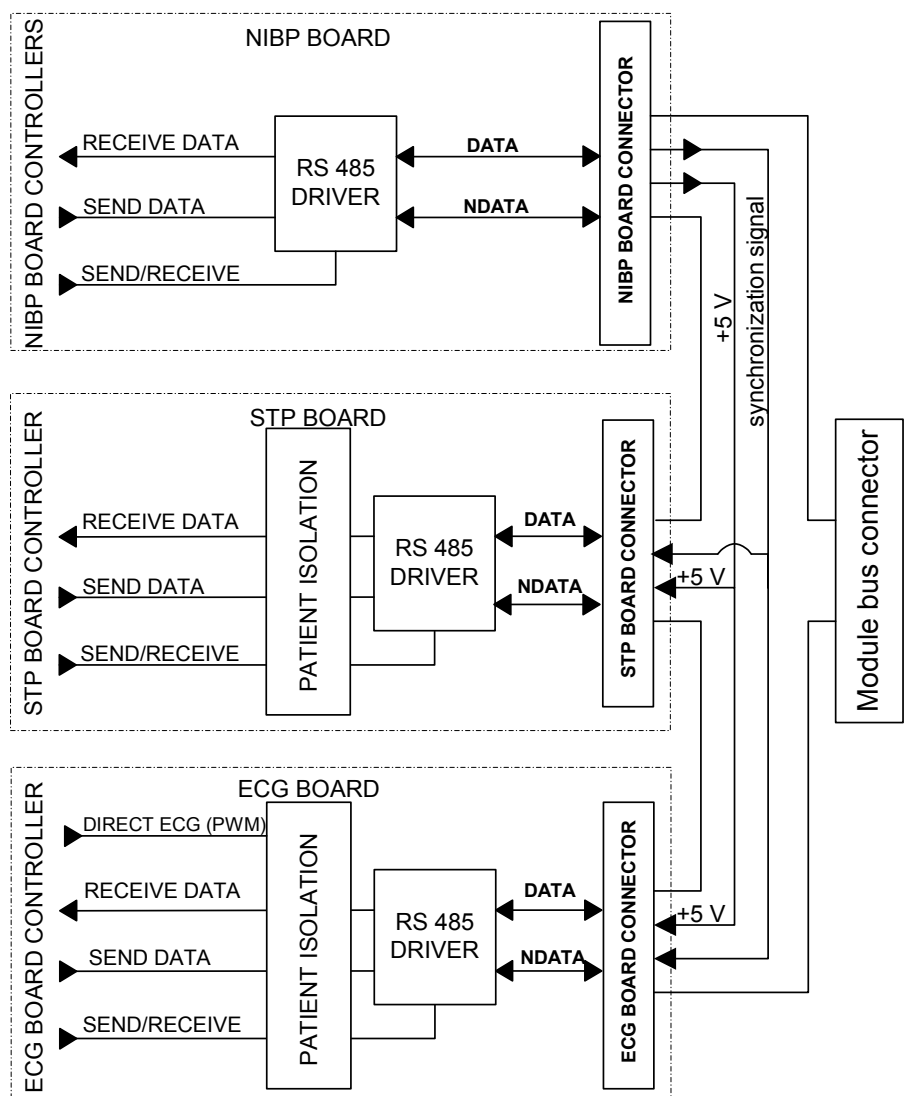 NIBP BOARD CONTROLLERS
NIBP BOARD
RECEIVE DATA
SEND DATA
SEND/RECEIVE
RS 485
DRIVER
DATA
NDATA
NIBP BOARD CONNECTOR
+5 V
synchronization signal
Module bus connector
STP BOARD CONTROLLER
STP BOARD
RECEIVE DATA
SEND DATA
SEND/RECEIVE
PATIENT ISOLATION
RS 485
DRIVER
DATA
NDATA
STP BOARD CONNECTOR
+5 V
ECG BOARD CONTROLLER
ECG BOARD
DIRECT ECG (PWM)
RECEIVE DATA
SEND DATA
SEND/RECEIVE
PATIENT ISOLATION
RS 485
DRIVER
DATA
NDATA
ECG BOARD CONNECTOR
+5 V